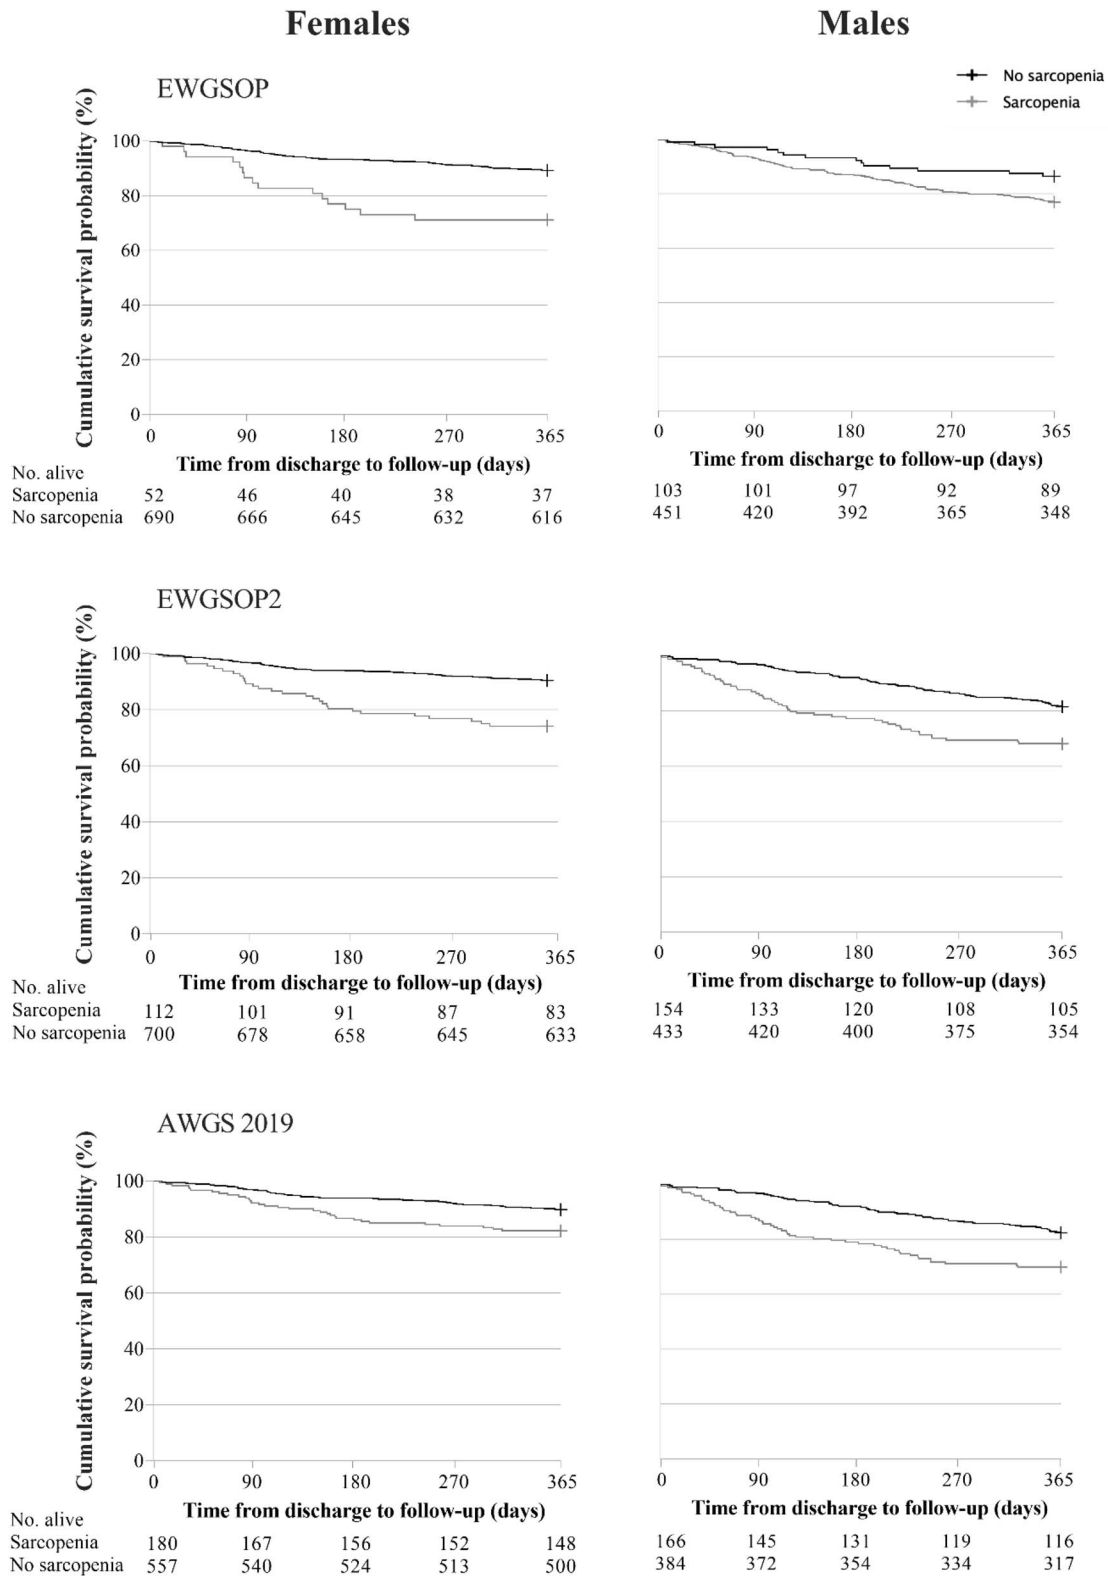 Females
Males
No sarcopenia
Sarcopenia
EWGSOP
Cumulative survival probability (%)
100
80
60
40
20
0
0 90 180 270 365
Time from discharge to follow-up (days)
No. alive
Sarcopenia 52 46 40 38 37
No sarcopenia 690 666 645 632 616
0 90 180 270 365
Time from discharge to follow-up (days)
103 101 97 92 89
451 420 392 365 348
EWGSOP2
Cumulative survival probability (%)
100
80
60
40
20
0
0 90 180 270 365
Time from discharge to follow-up (days)
No. alive
Sarcopenia 112 101 91 87 83
No sarcopenia 700 678 658 645 633
0 90 180 270 365
Time from discharge to follow-up (days)
154 133 120 108 105
433 420 400 375 354
AWGS 2019
Cumulative survival probability (%)
100
80
60
40
20
0
0 90 180 270 365
Time from discharge to follow-up (days)
No. alive
Sarcopenia 180 167 156 152 148
No sarcopenia 557 540 524 513 500
0 90 180 270 365
Time from discharge to follow-up (days)
166 145 131 119 116
384 372 354 334 317